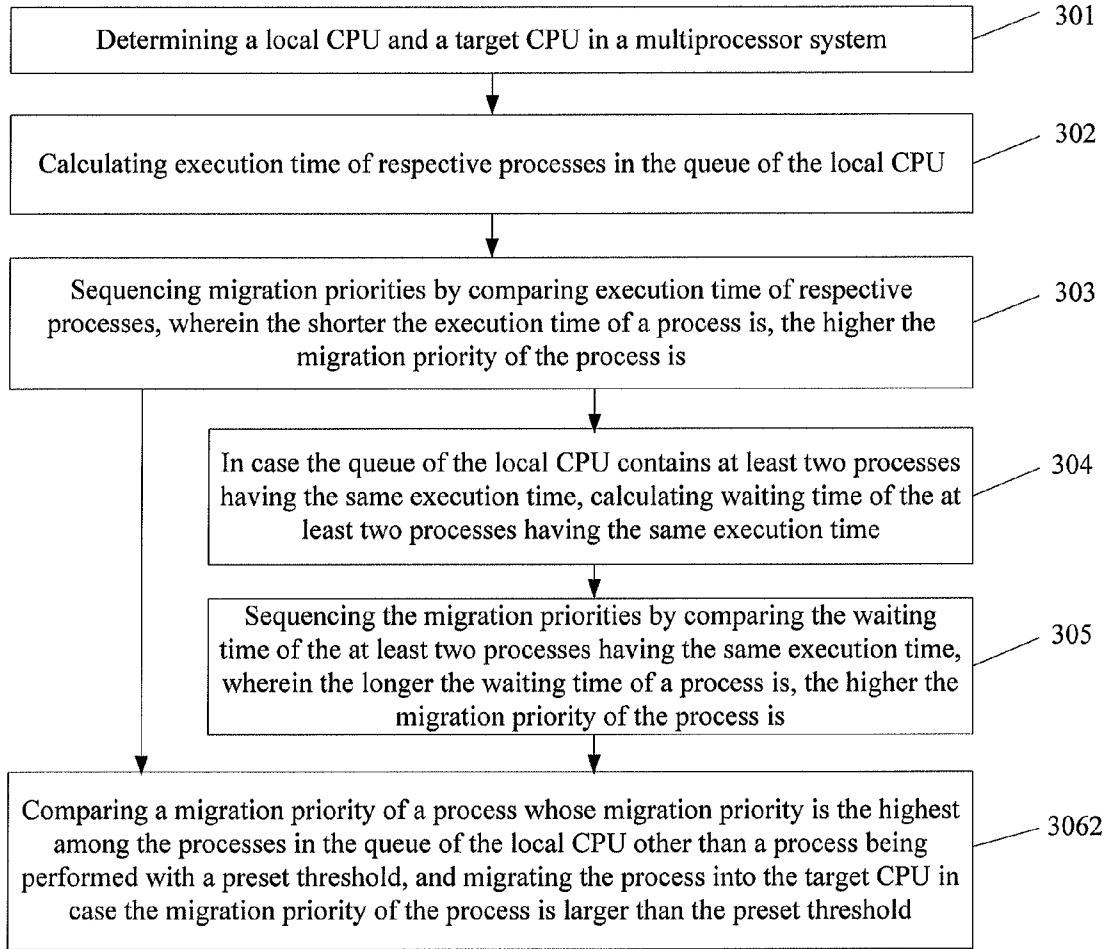 301
Determining a local CPU and a target CPU in a multiprocessor system
302
Calculating execution time of respective processes in the queue of the local CPU
303
Sequencing migration priorities by comparing execution time of respective
processes, wherein the shorter the execution time of a process is, the higher the
migration priority of the process is
304
In case the queue of the local CPU contains at least two processes
having the same execution time, calculating waiting time of the at
least two processes having the same execution time
305
Sequencing the migration priorities by comparing the waiting
time of the at least two processes having the same execution time,
wherein the longer the waiting time of a process is, the higher the
migration priority of the process is
3062
Comparing a migration priority of a process whose migration priority is the highest
among the processes in the queue of the local CPU other than a process being
performed with a preset threshold, and migrating the process into the target CPU in
case the migration priority of the process is larger than the preset threshold